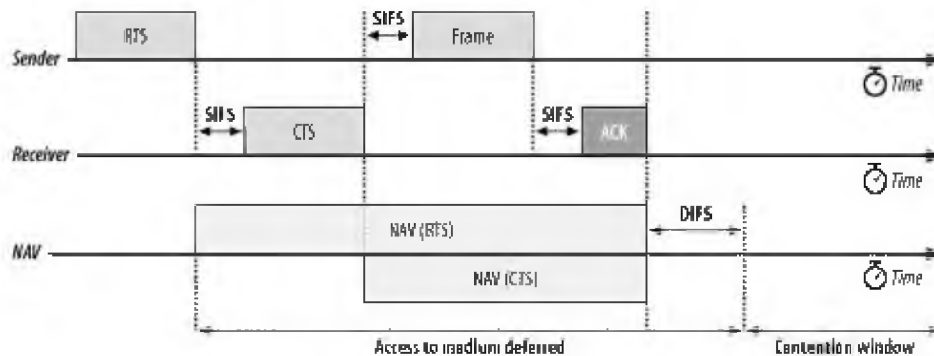 SIFS
RTS
Frame
Sender
Time
SIFS
SIFS
CTS
ACK
Receiver
Time
DIFS
NAV (RTS)
NAV
NAV (CTS)
Time
Access to medium deferred
Contention window